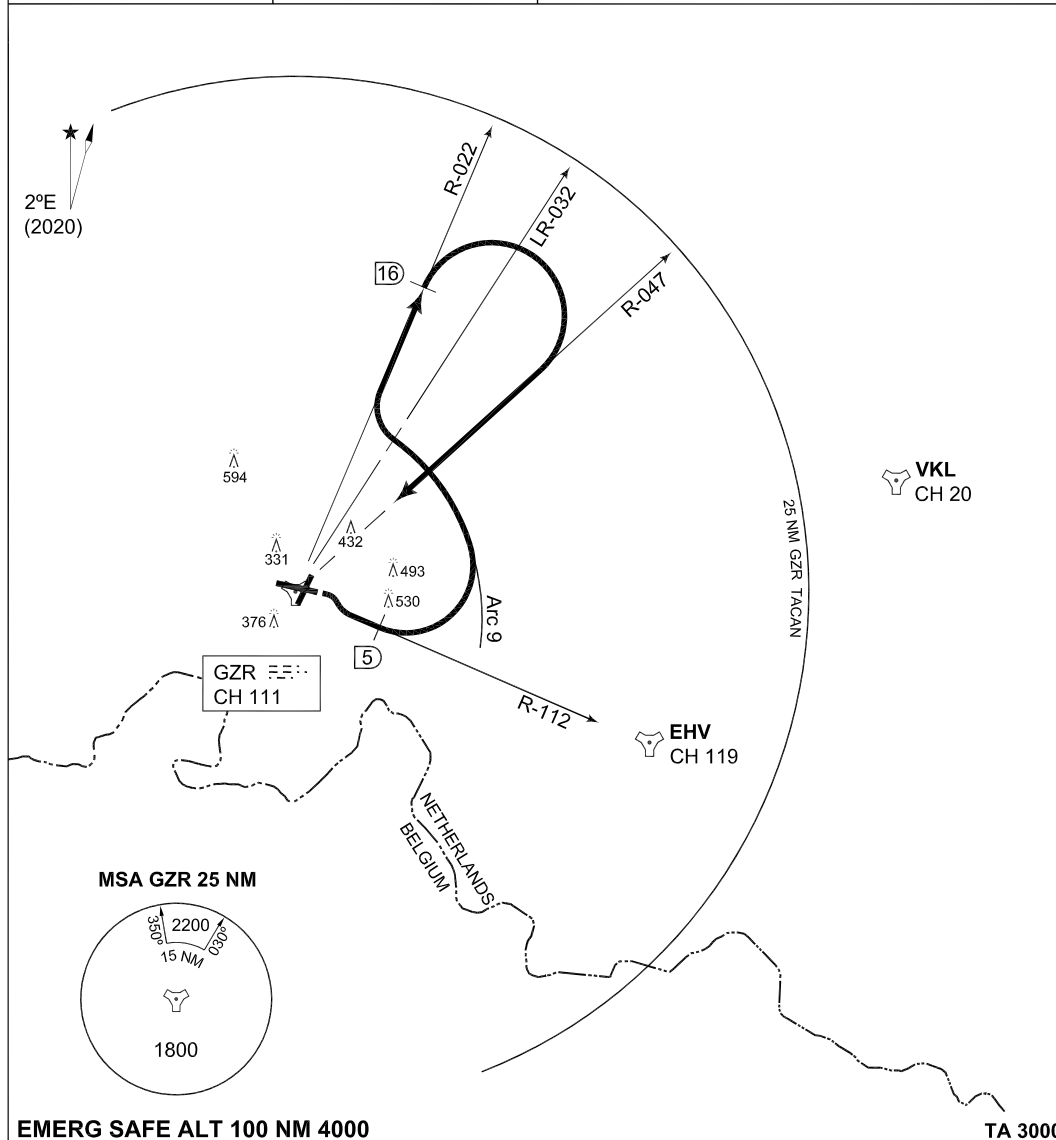 R-022
LR-032
2ºE
(2020)
16
R-047
594
VKL
CH 20
432
331
493
530
376
25 NM GZR TACAN
Arc 9
5
GZR
CH 111
R-112
EHV
CH 119
NETHERLANDS
BELGIUM
MSA GZR 25 NM
350º
2200
030º
15 NM
1800
EMERG SAFE ALT 100 NM 4000
TA 3000